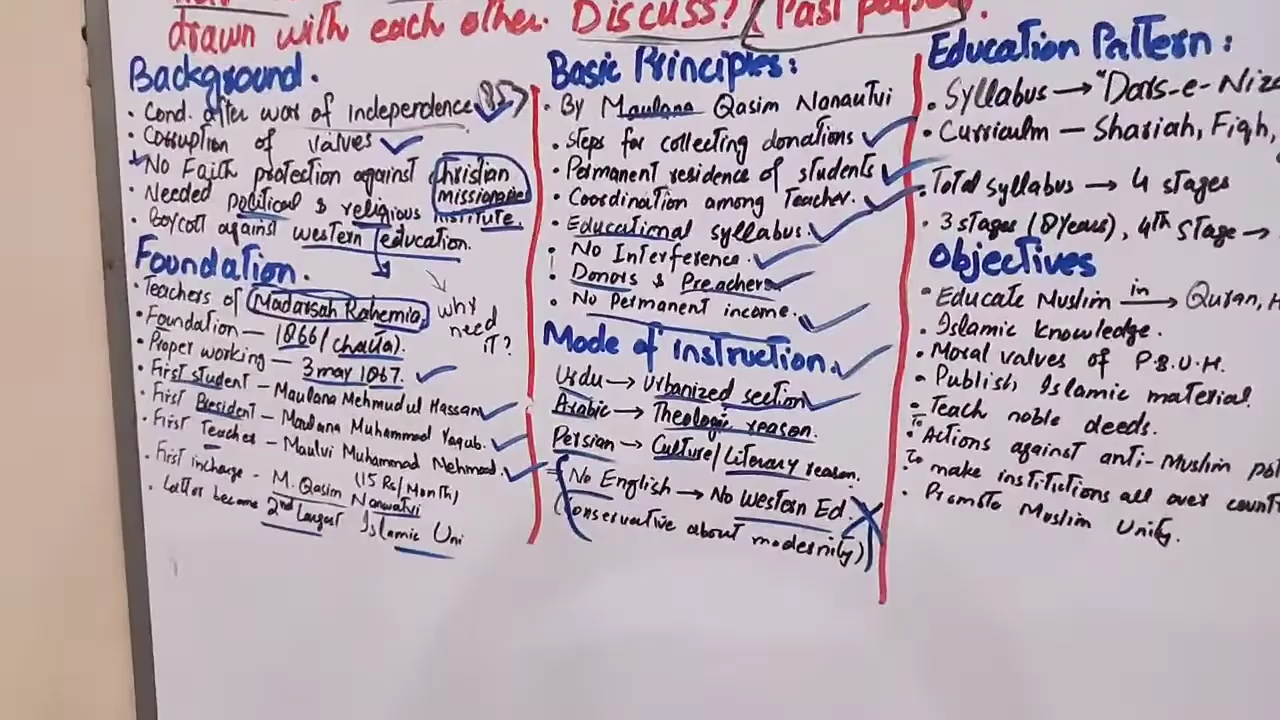 drawn with each other. Discuss? (Past paper).
Background.
• Cond. after war of independence 1857
• Corruption of values
• No Faith protection against Christian missionaries
• Needed political & religious institute.
• Boycott against western education.
why need it?
Foundation.
• Teachers of Madarsah Rahemia,
• Foundation — 1866/
• Proper working — 3 may 1867.
• First student — Maulana Mehmudul Hassan
• First President — Maulana Muhammad Yaqub.
• First Teacher — Maulvi Muhammad Mehmod.
• First incharge - M. Qasim Nanwatvi (15 Rs/Month)
• Latter become 2nd Largest Islamic Uni
Basic Principles:
• By Maulana Qasim Nanautvi
• Steps for collecting donations
• Permanant residence of students
• Coordination among Teacher.
• Educational syllabus.
• No Interference.
• Donors & Preachers
• No Permanent income.
Mode of instruction.
Urdu → Urbanized section
Arabic → Theologic reason.
Persian → Culture/Literary reason.
(No English → No Western Ed.
Conservative about modernity)
Education Pattern:
• Syllabus → "Dars-e-Niz
• Curriculm — Shariah, Fiqh,
• Total syllabus → 4 stages
• 3 stages (8 Years), 4th stage →
Objectives
• Educate Muslim in → Quran,
• Islamic knowledge.
• Moral values of P.B.U.H.
• Publish Islamic material.
• Teach noble deeds.
• To Actions against anti-Muslim
• To make institutions all over
• Promote Muslim Unity.